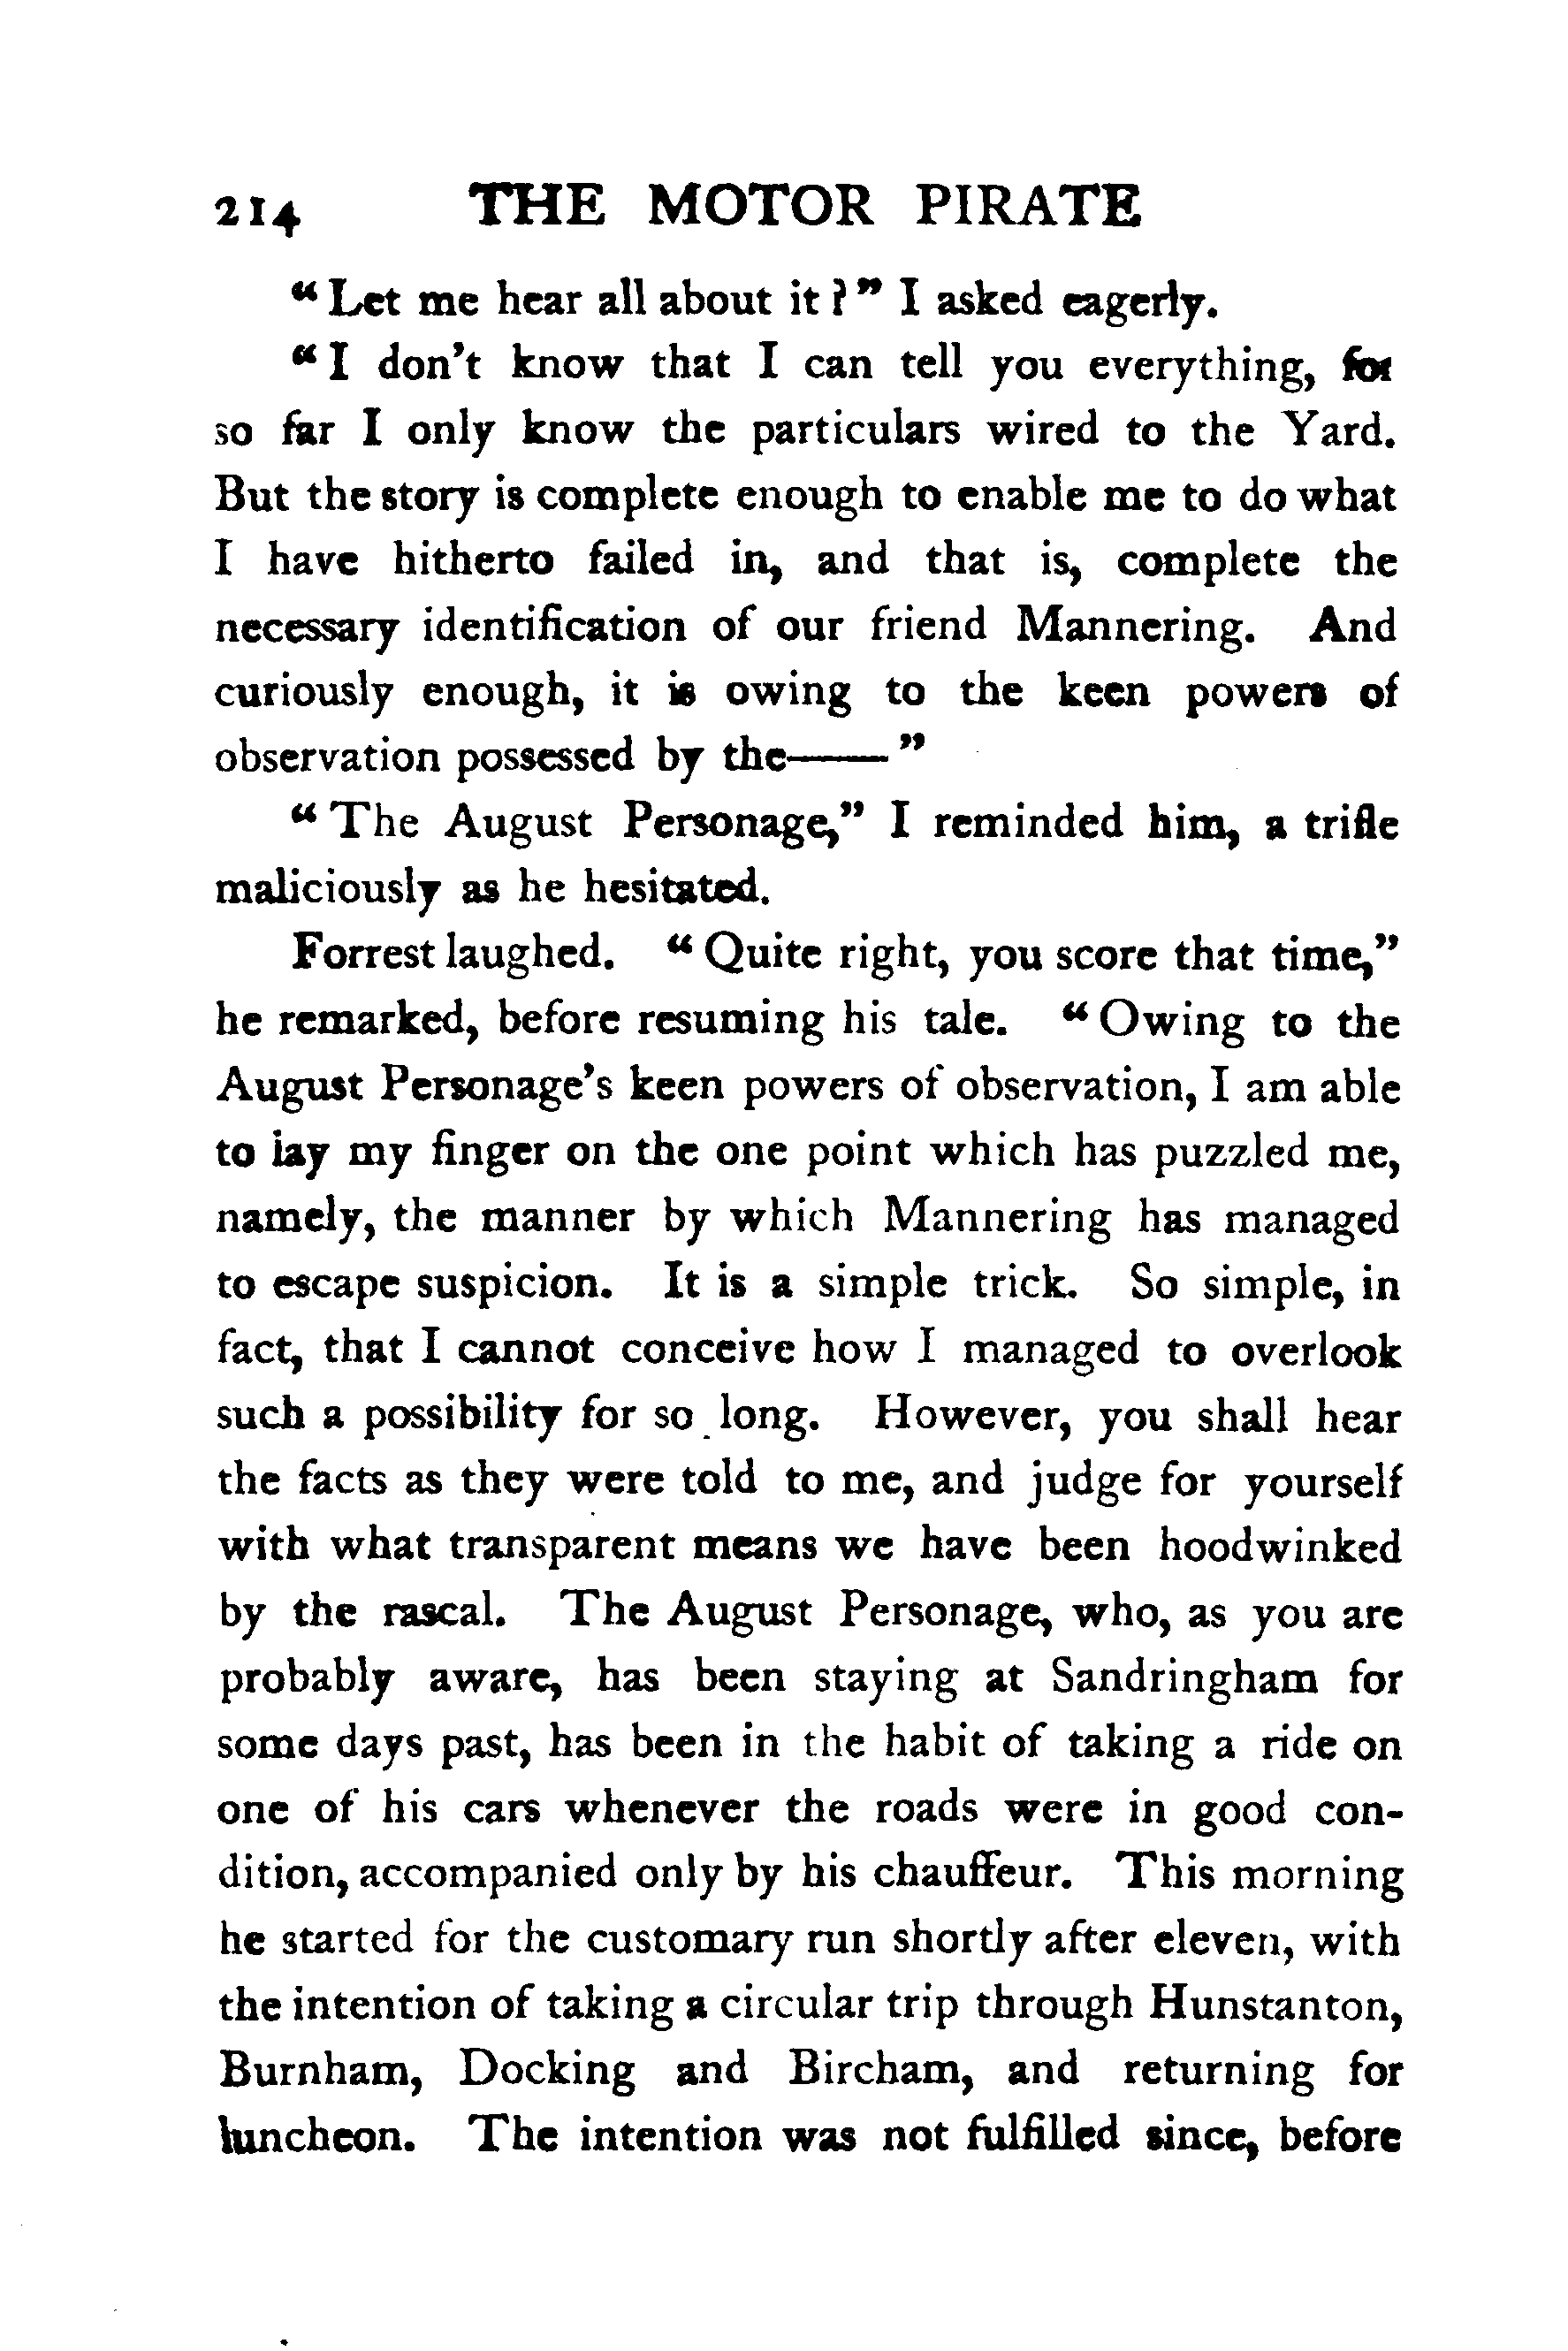 214 THE MOTOR PIRATE
"Let me hear all about it?" I asked eagerly.
"I don't know that I can tell you everything, for
so far I only know the particulars wired to the Yard.
But the story is complete enough to enable me to do what
I have hitherto failed in, and that is, complete the
necessary identification of our friend Mannering. And
curiously enough, it is owing to the keen powers of
observation possessed by the——"
"The August Personage," I reminded him, a trifle
maliciously as he hesitated.
Forrest laughed. "Quite right, you score that time,"
he remarked, before resuming his tale. "Owing to the
August Personage's keen powers of observation, I am able
to lay my finger on the one point which has puzzled me,
namely, the manner by which Mannering has managed
to escape suspicion. It is a simple trick. So simple, in
fact, that I cannot conceive how I managed to overlook
such a possibility for so long. However, you shall hear
the facts as they were told to me, and judge for yourself
with what transparent means we have been hoodwinked
by the rascal. The August Personage, who, as you are
probably aware, has been staying at Sandringham for
some days past, has been in the habit of taking a ride on
one of his cars whenever the roads were in good con-
dition, accompanied only by his chauffeur. This morning
he started for the customary run shortly after eleven, with
the intention of taking a circular trip through Hunstanton,
Burnham, Docking and Bircham, and returning for
luncheon. The intention was not fulfilled since, before